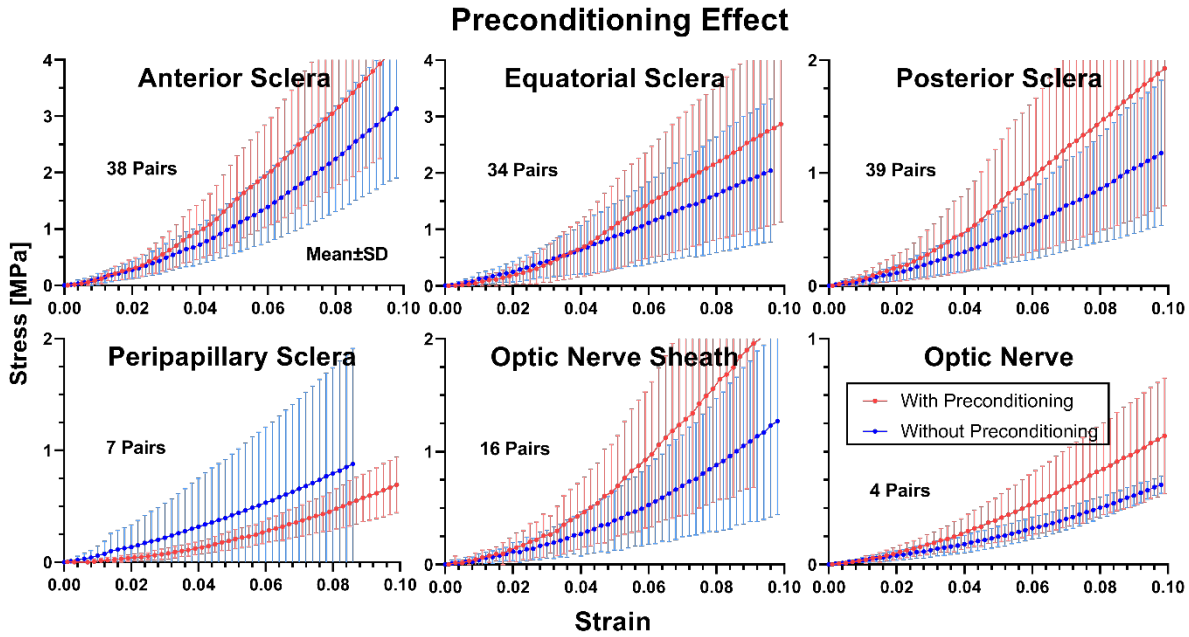 Preconditioning Effect
Stress [MPa]
Anterior Sclera
38 Pairs
Mean±SD
4
3
2
1
0
0.00 0.02 0.04 0.06 0.08 0.10
Equatorial Sclera
34 Pairs
4
3
2
1
0
0.00 0.02 0.04 0.06 0.08 0.10
Posterior Sclera
39 Pairs
2
1
0
0.00 0.02 0.04 0.06 0.08 0.10
Peripapillary Sclera
7 Pairs
2
1
0
0.00 0.02 0.04 0.06 0.08 0.10
Optic Nerve Sheath
16 Pairs
2
1
0
0.00 0.02 0.04 0.06 0.08 0.10
Optic Nerve
With Preconditioning
Without Preconditioning
4 Pairs
1
0
0.00 0.02 0.04 0.06 0.08 0.10
Strain